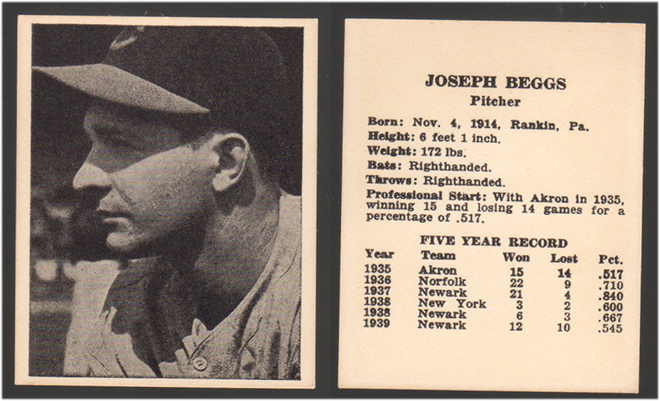 JOSEPH BEGGS
Pitcher
Born: Nov. 4, 1914, Rankin, Pa.
Height: 6 feet 1 inch.
Weight: 172 lbs.
Bats: Righthanded.
Throws: Righthanded.
Professional Start: With Akron in 1935,
winning 15 and losing 14 games for a
percentage of .517.
FIVE YEAR RECORD
Year Team Won Lost Pct.
1935 Akron 15 14 .517
1936 Norfolk 22 9 .710
1937 Newark 21 4 .840
1938 New York 3 2 .600
1938 Newark 6 3 .667
1939 Newark 12 10 .545